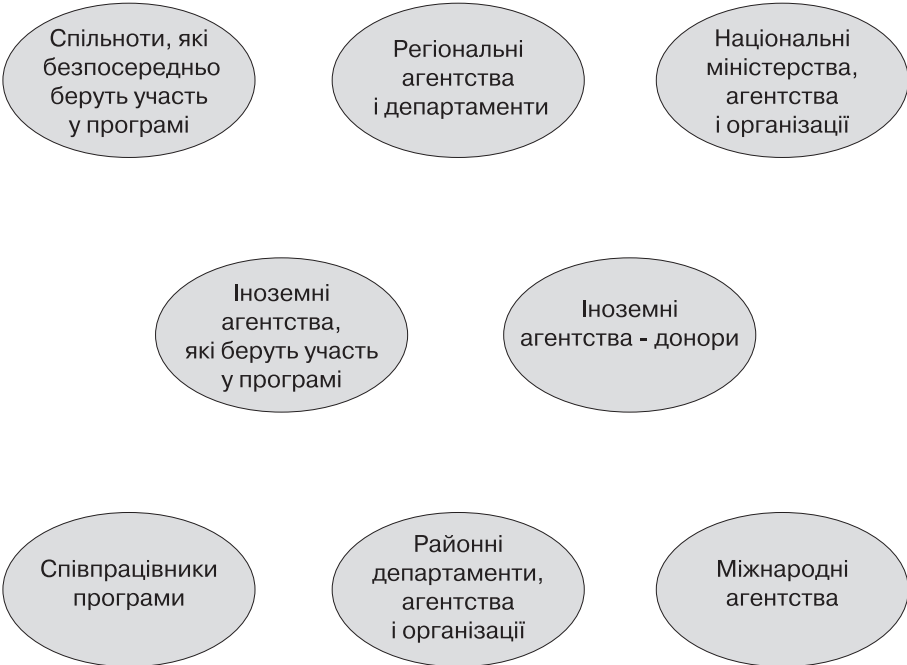 Спільноти, які
безпосередньо
беруть участь
у програмі
Регіональні
агентства
і департаменти
Національні
міністерства,
агентства
і організації
Іноземні
агентства,
які беруть участь
у програмі
Іноземні
агентства - донори
Співпрацівники
програми
Районні
департаменти,
агентства
і організації
Міжнародні
агентства